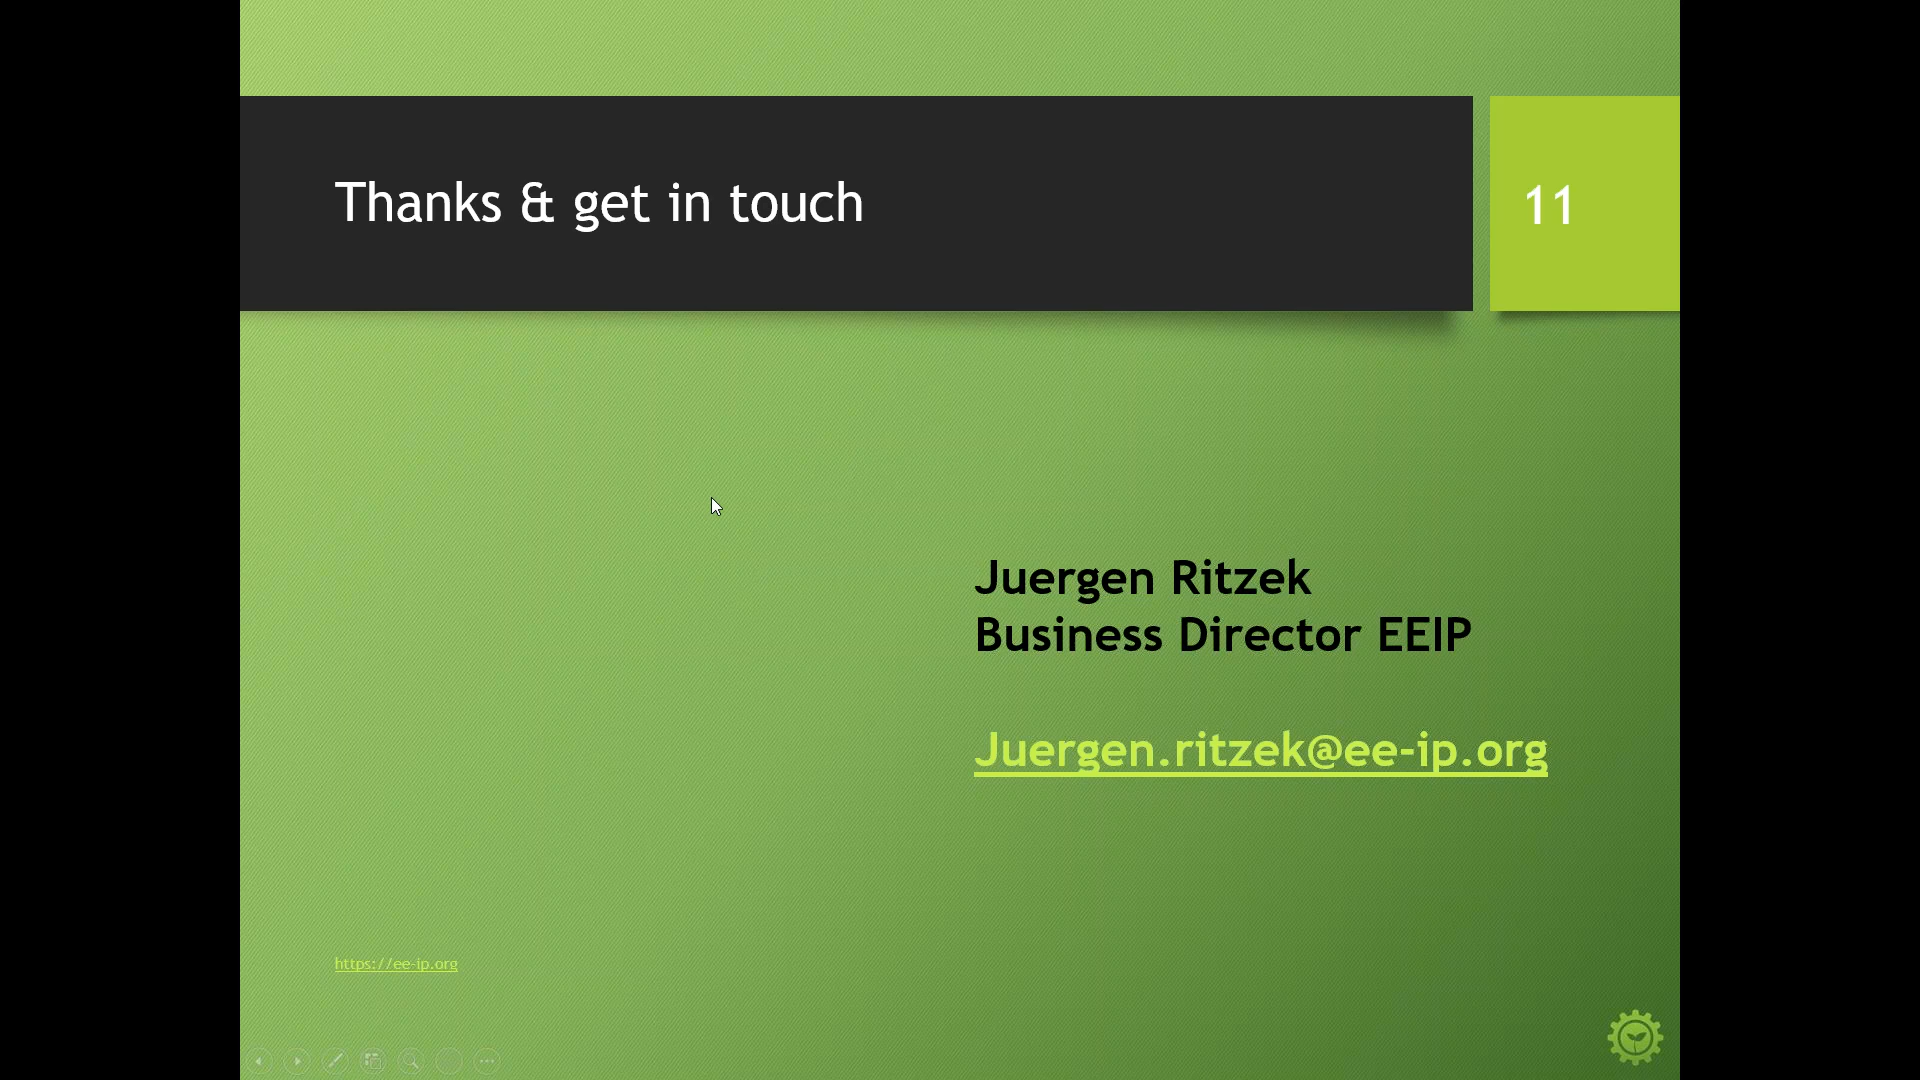 Thanks & get in touch
11
Juergen Ritzek
Business Director EEIP
Juergen.ritzek@ee-ip.org
https://ee-ip.org